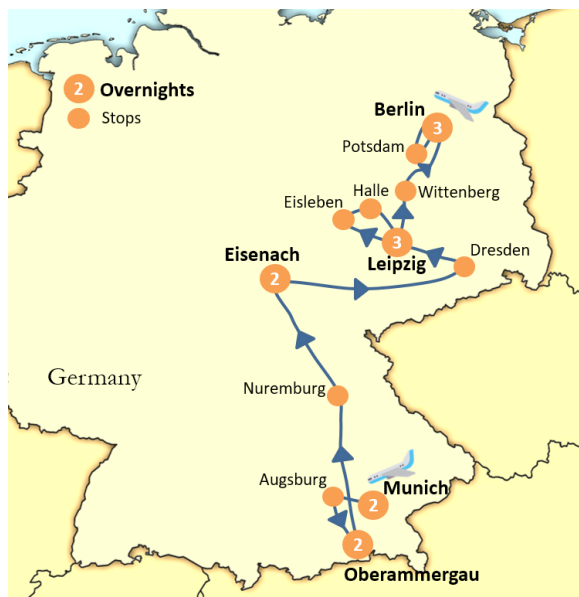 2 Overnights
Stops
Berlin
3
Potsdam
Halle
Wittenberg
Eisleben
3
Leipzig
Dresden
Eisenach
2
Germany
Nuremburg
Augsburg
Munich
2
2
Oberammergau